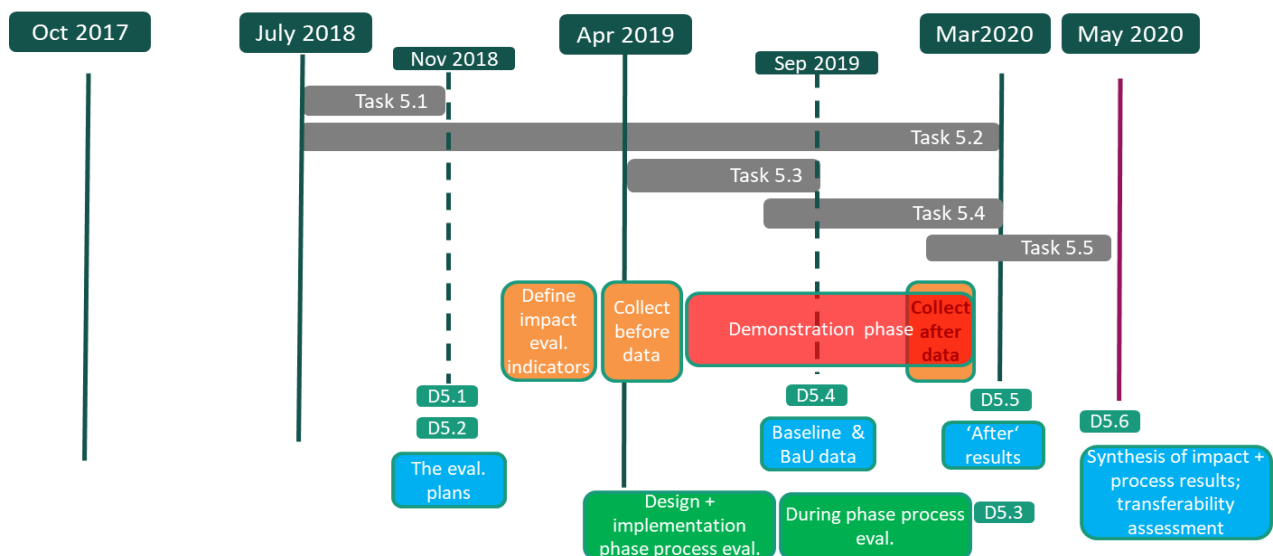 Oct 2017
July 2018
Apr 2019
Mar2020
May 2020
Nov 2018
Sep 2019
Task 5.1
Task 5.2
Task 5.3
Task 5.4
Task 5.5
Define
impact
eval.
indicators
Collect
before
data
Demonstration phase
Collect
after
data
D5.1
D5.2
The eval.
plans
D5.4
Baseline &
BaU data
D5.5
‘After‘
results
D5.6
Synthesis of impact +
process results;
transferability
assessment
Design +
implementation
phase process eval.
During phase process
eval.
D5.3